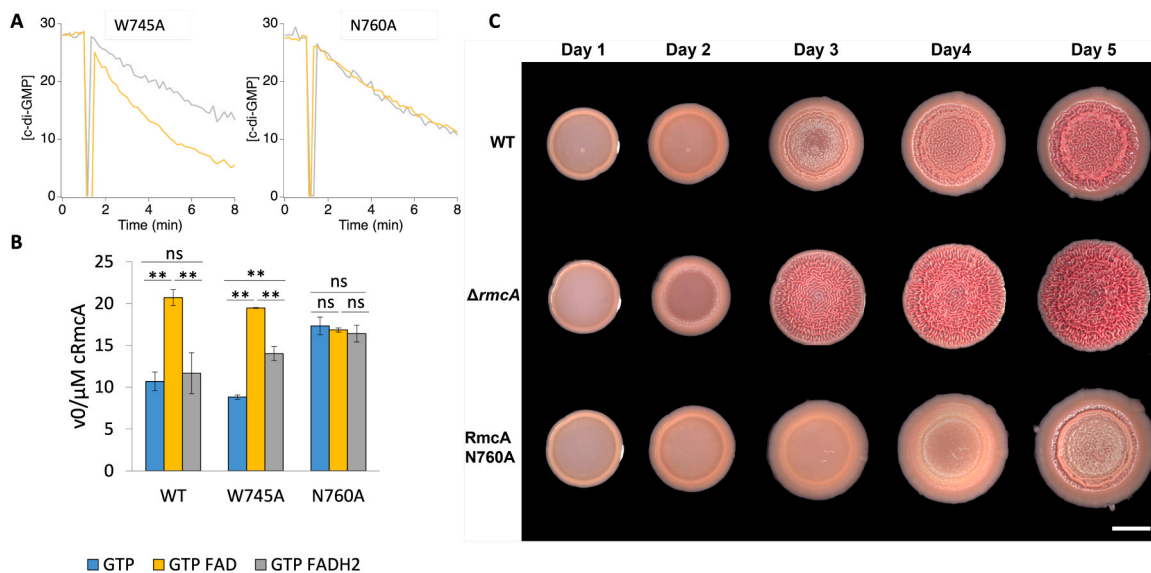 A
W745A
N760A
30
20
10
0
[c-di-GMP]
0 2 4 6 8
Time (min)
30
20
10
0
[c-di-GMP]
0 2 4 6 8
Time (min)
B
25
20
15
10
5
0
v0/µM cRmcA
ns
** **
**
** **
ns
ns ns
WT W745A N760A
GTP GTP FAD GTP FADH2
C
Day 1 Day 2 Day 3 Day4 Day 5
WT
ΔrmcA
RmcA
N760A